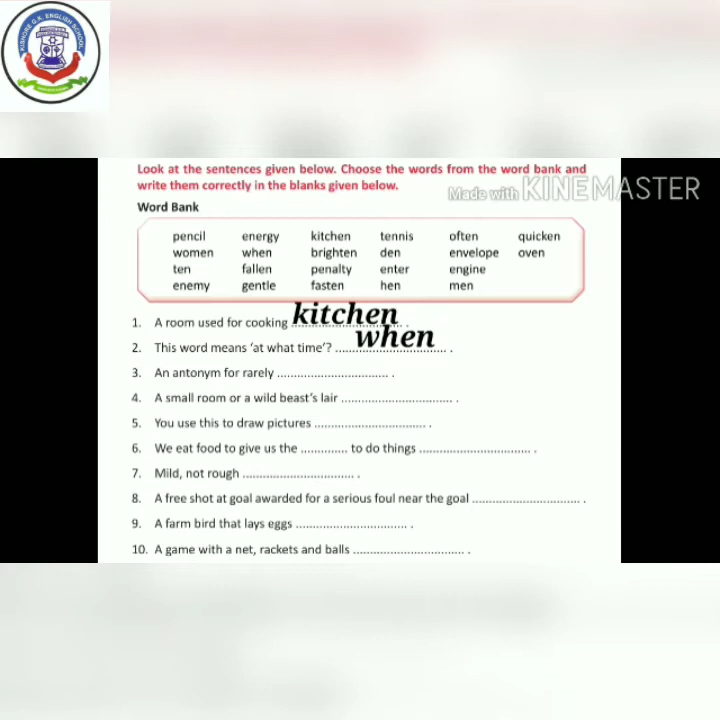 KISHORE G.K. ENGLISH SCHOOL
Look at the sentences given below. Choose the words from the word bank and
write them correctly in the blanks given below.
Made with KINEMASTER
Word Bank
pencil energy kitchen tennis often quicken
women when brighten den envelope oven
ten fallen penalty enter engine
enemy gentle fasten hen men
1. A room used for cooking kitchen .
2. This word means ‘at what time’? ....when.... .
3. An antonym for rarely ................................. .
4. A small room or a wild beast’s lair ................................. .
5. You use this to draw pictures ................................. .
6. We eat food to give us the .............. to do things ................................. .
7. Mild, not rough ................................. .
8. A free shot at goal awarded for a serious foul near the goal ................................ .
9. A farm bird that lays eggs ................................. .
10. A game with a net, rackets and balls ................................. .